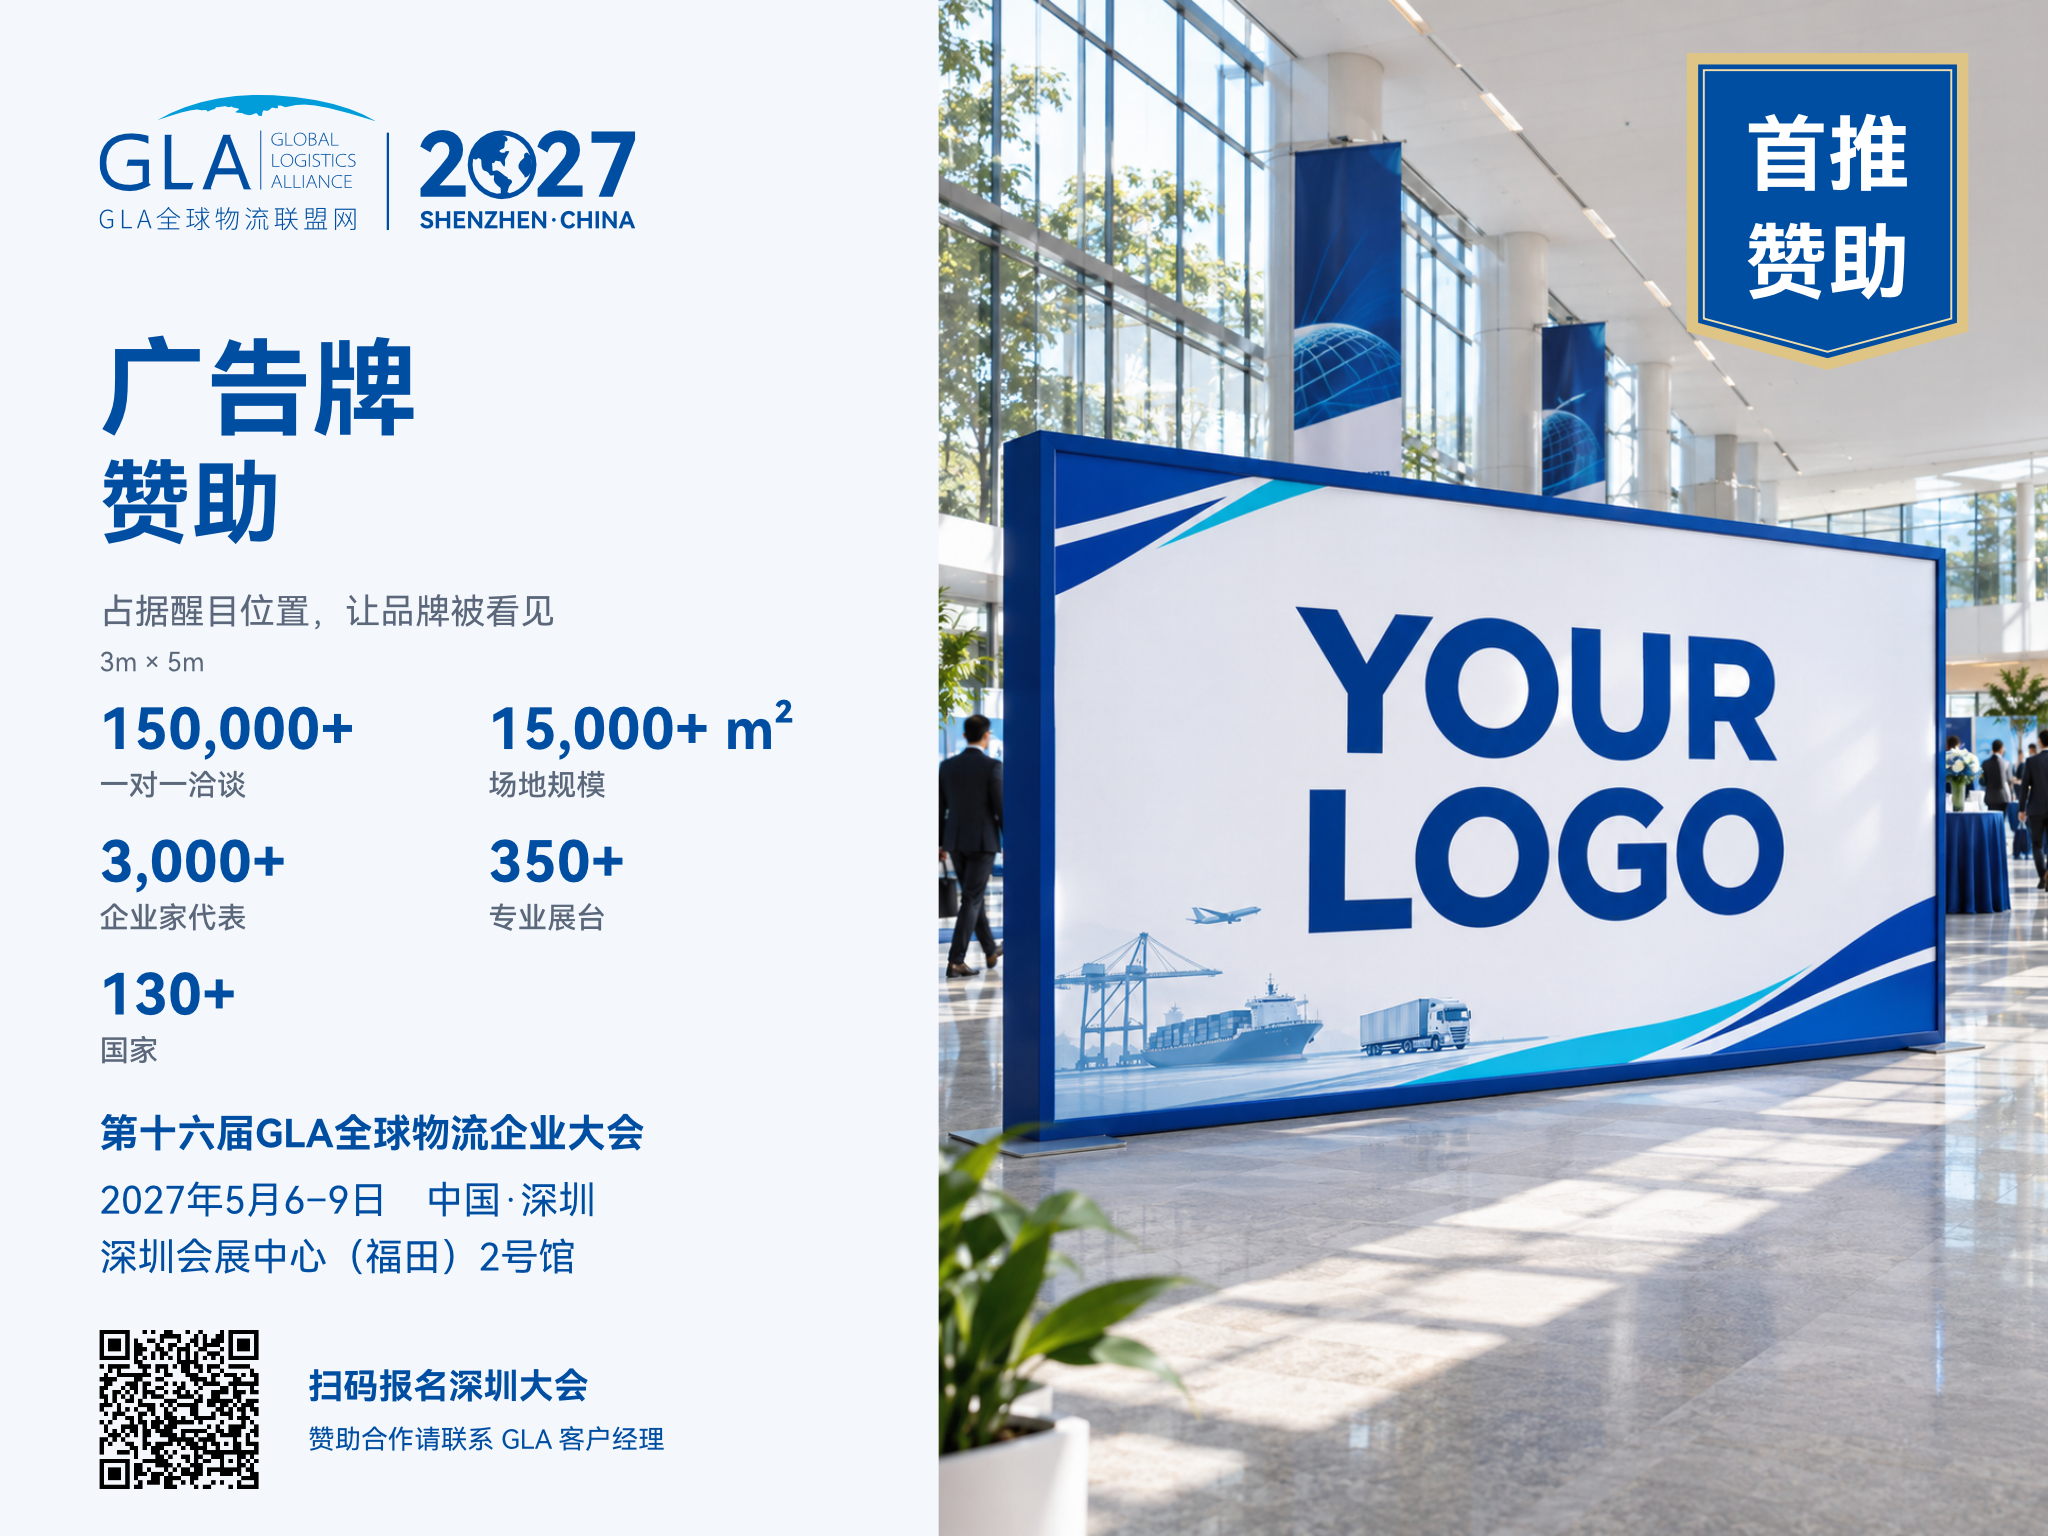 GLA
GLOBAL
LOGISTICS
ALLIANCE
GLA全球物流联盟网
2027
SHENZHEN·CHINA
首推
赞助
广告牌
赞助
占据醒目位置，让品牌被看见
3m × 5m
150,000+
一对一洽谈
15,000+ m²
场地规模
3,000+
企业家代表
350+
专业展台
130+
国家
YOUR
LOGO
第十六届GLA全球物流企业大会
2027年5月6–9日 中国·深圳
深圳会展中心（福田）2号馆
扫码报名深圳大会
赞助合作请联系 GLA 客户经理